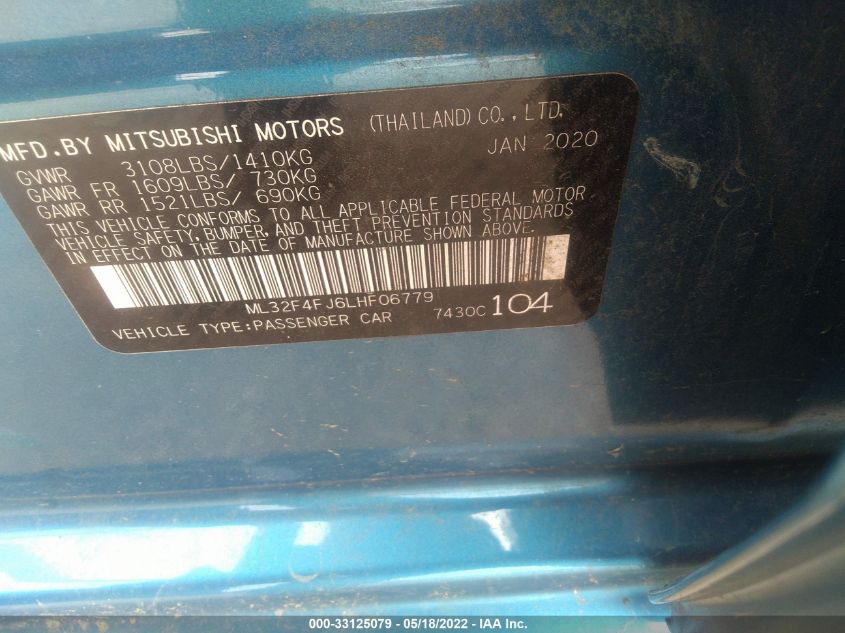 MFD.BY MITSUBISHI MOTORS (THAILAND) CO., LTD.
JAN 2020
GVWR 3108LBS/1410KG
GAWR FR 1609LBS/ 730KG
GAWR RR 1521LBS/ 690KG
THIS VEHICLE CONFORMS TO ALL APPLICABLE FEDERAL MOTOR
VEHICLE SAFETY, BUMPER, AND THEFT PREVENTION STANDARDS
IN EFFECT ON THE DATE OF MANUFACTURE SHOWN ABOVE.
ML32F4FJ6LHF06779
VEHICLE TYPE:PASSENGER CAR 7430C 104
000-33125079 - 05/18/2022 - IAA Inc.